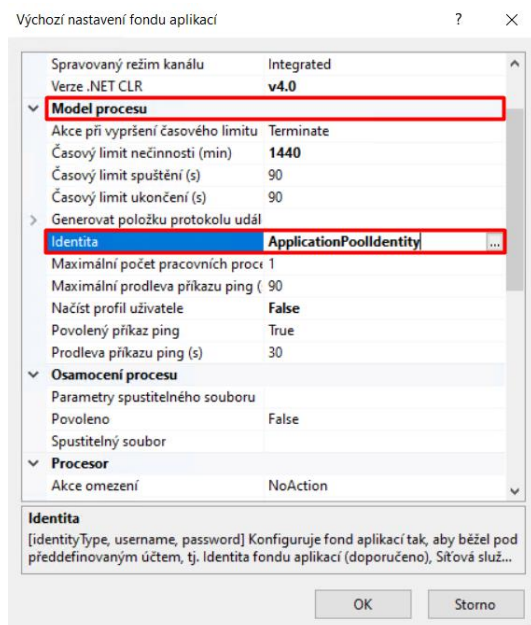 Výchozí nastavení fondu aplikací ? ×
Spravovaný režim kanálu Integrated
Verze .NET CLR v4.0
Model procesu
Akce při vypršení časového limitu Terminate
Časový limit nečinnosti (min) 1440
Časový limit spuštění (s) 90
Časový limit ukončení (s) 90
Generovat položku protokolu udál
Identita ApplicationPoolIdentity ...
Maximální počet pracovních proce 1
Maximální prodleva příkazu ping ( 90
Načíst profil uživatele False
Povolený příkaz ping True
Prodleva příkazu ping (s) 30
Osamocení procesu
Parametry spustitelného souboru
Povoleno False
Spustitelný soubor
Procesor
Akce omezení NoAction
Identita
[identityType, username, password] Konfiguruje fond aplikací tak, aby běžel pod
předdefinovaným účtem, tj. Identita fondu aplikací (doporučeno), Síťová služ...
OK Storno